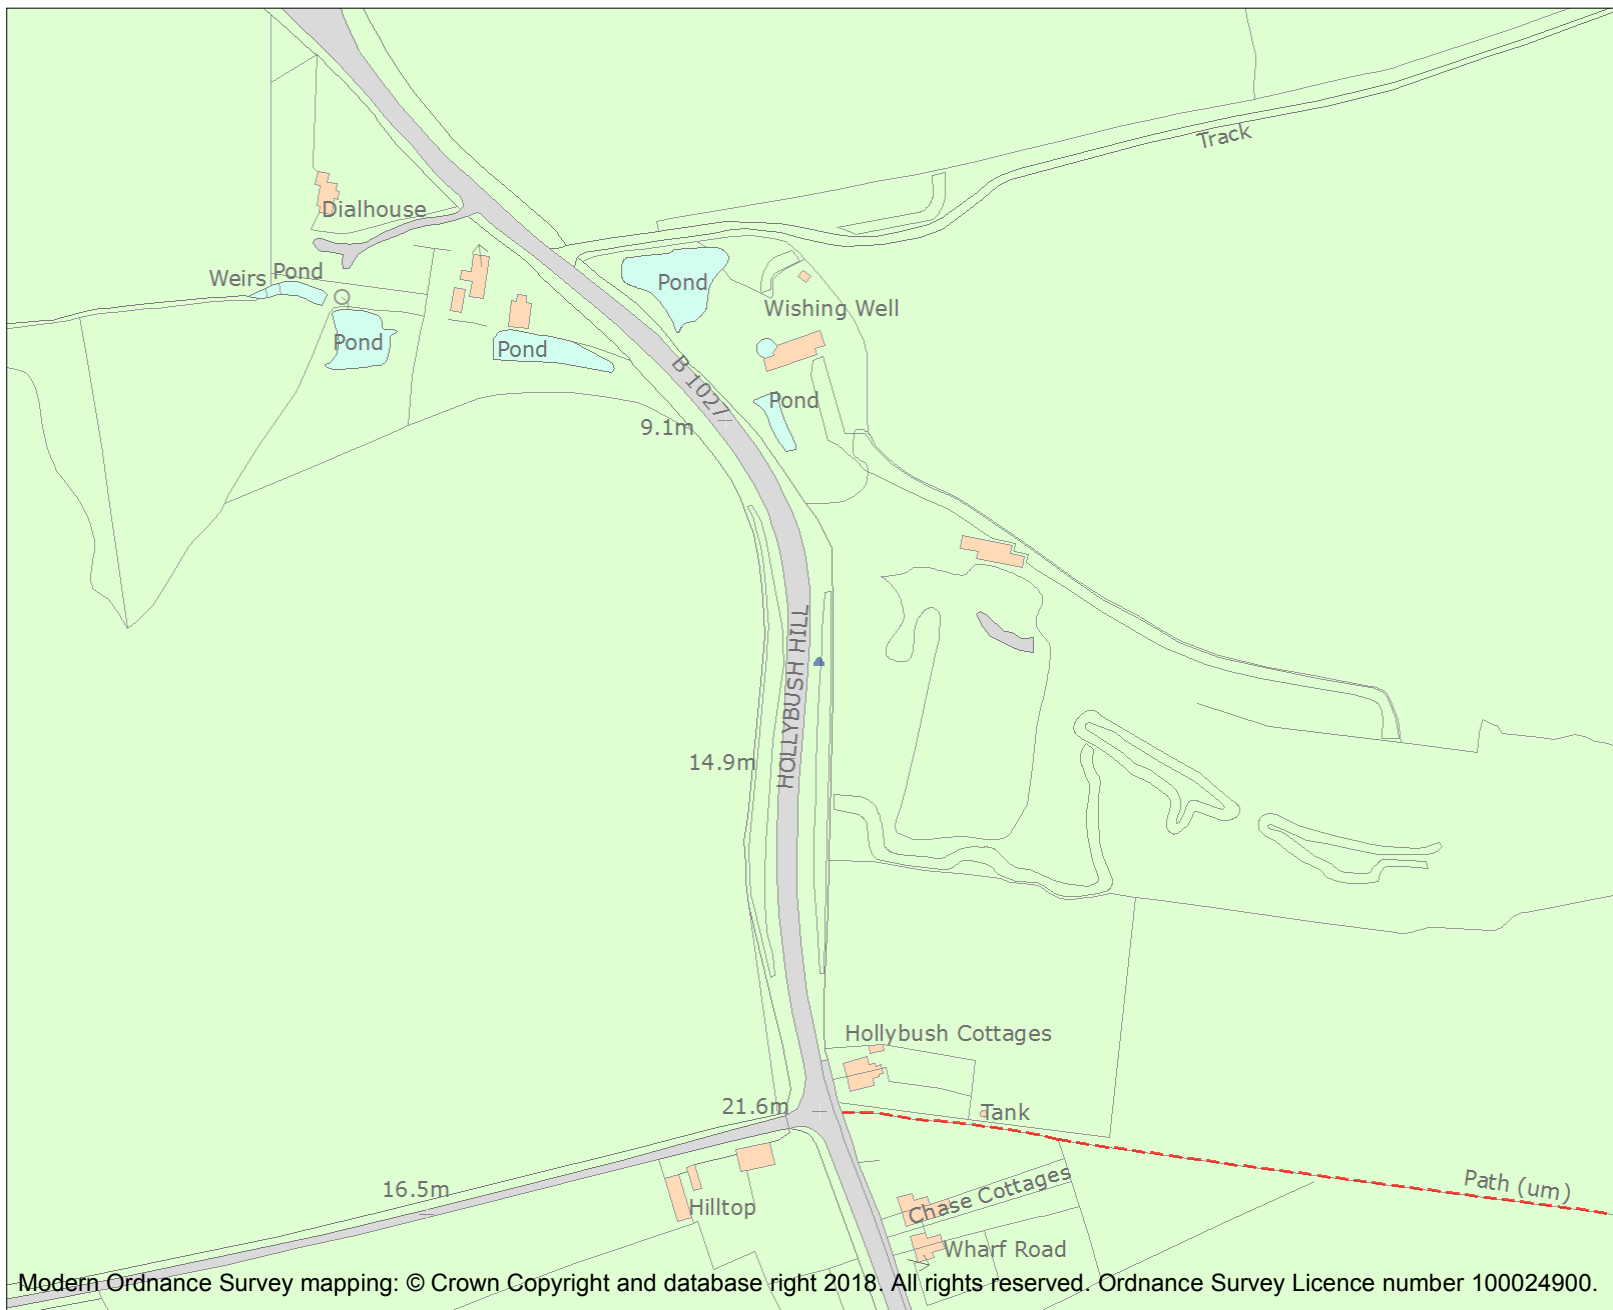 Track
Dialhouse
Weirs
Pond
Pond
Wishing Well
Pond
Pond
B 1027
Pond
9.1m
HOLLYBUSH HILL
14.9m
Hollybush Cottages
21.6m
Tank
16.5m
Path (um)
Chase Cottages
Hilltop
Wharf Road
Modern Ordnance Survey mapping: © Crown Copyright and database right 2018. All rights reserved. Ordnance Survey Licence number 100024900.